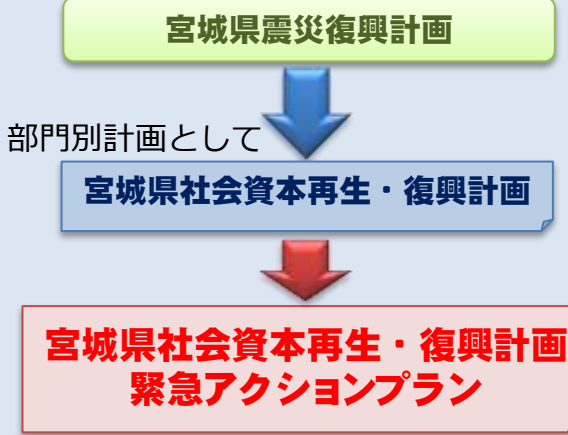 宮城県震災復興計画
部門別計画として
宮城県社会資本再生・復興計画
宮城県社会資本再生・復興計画
緊急アクションプラン